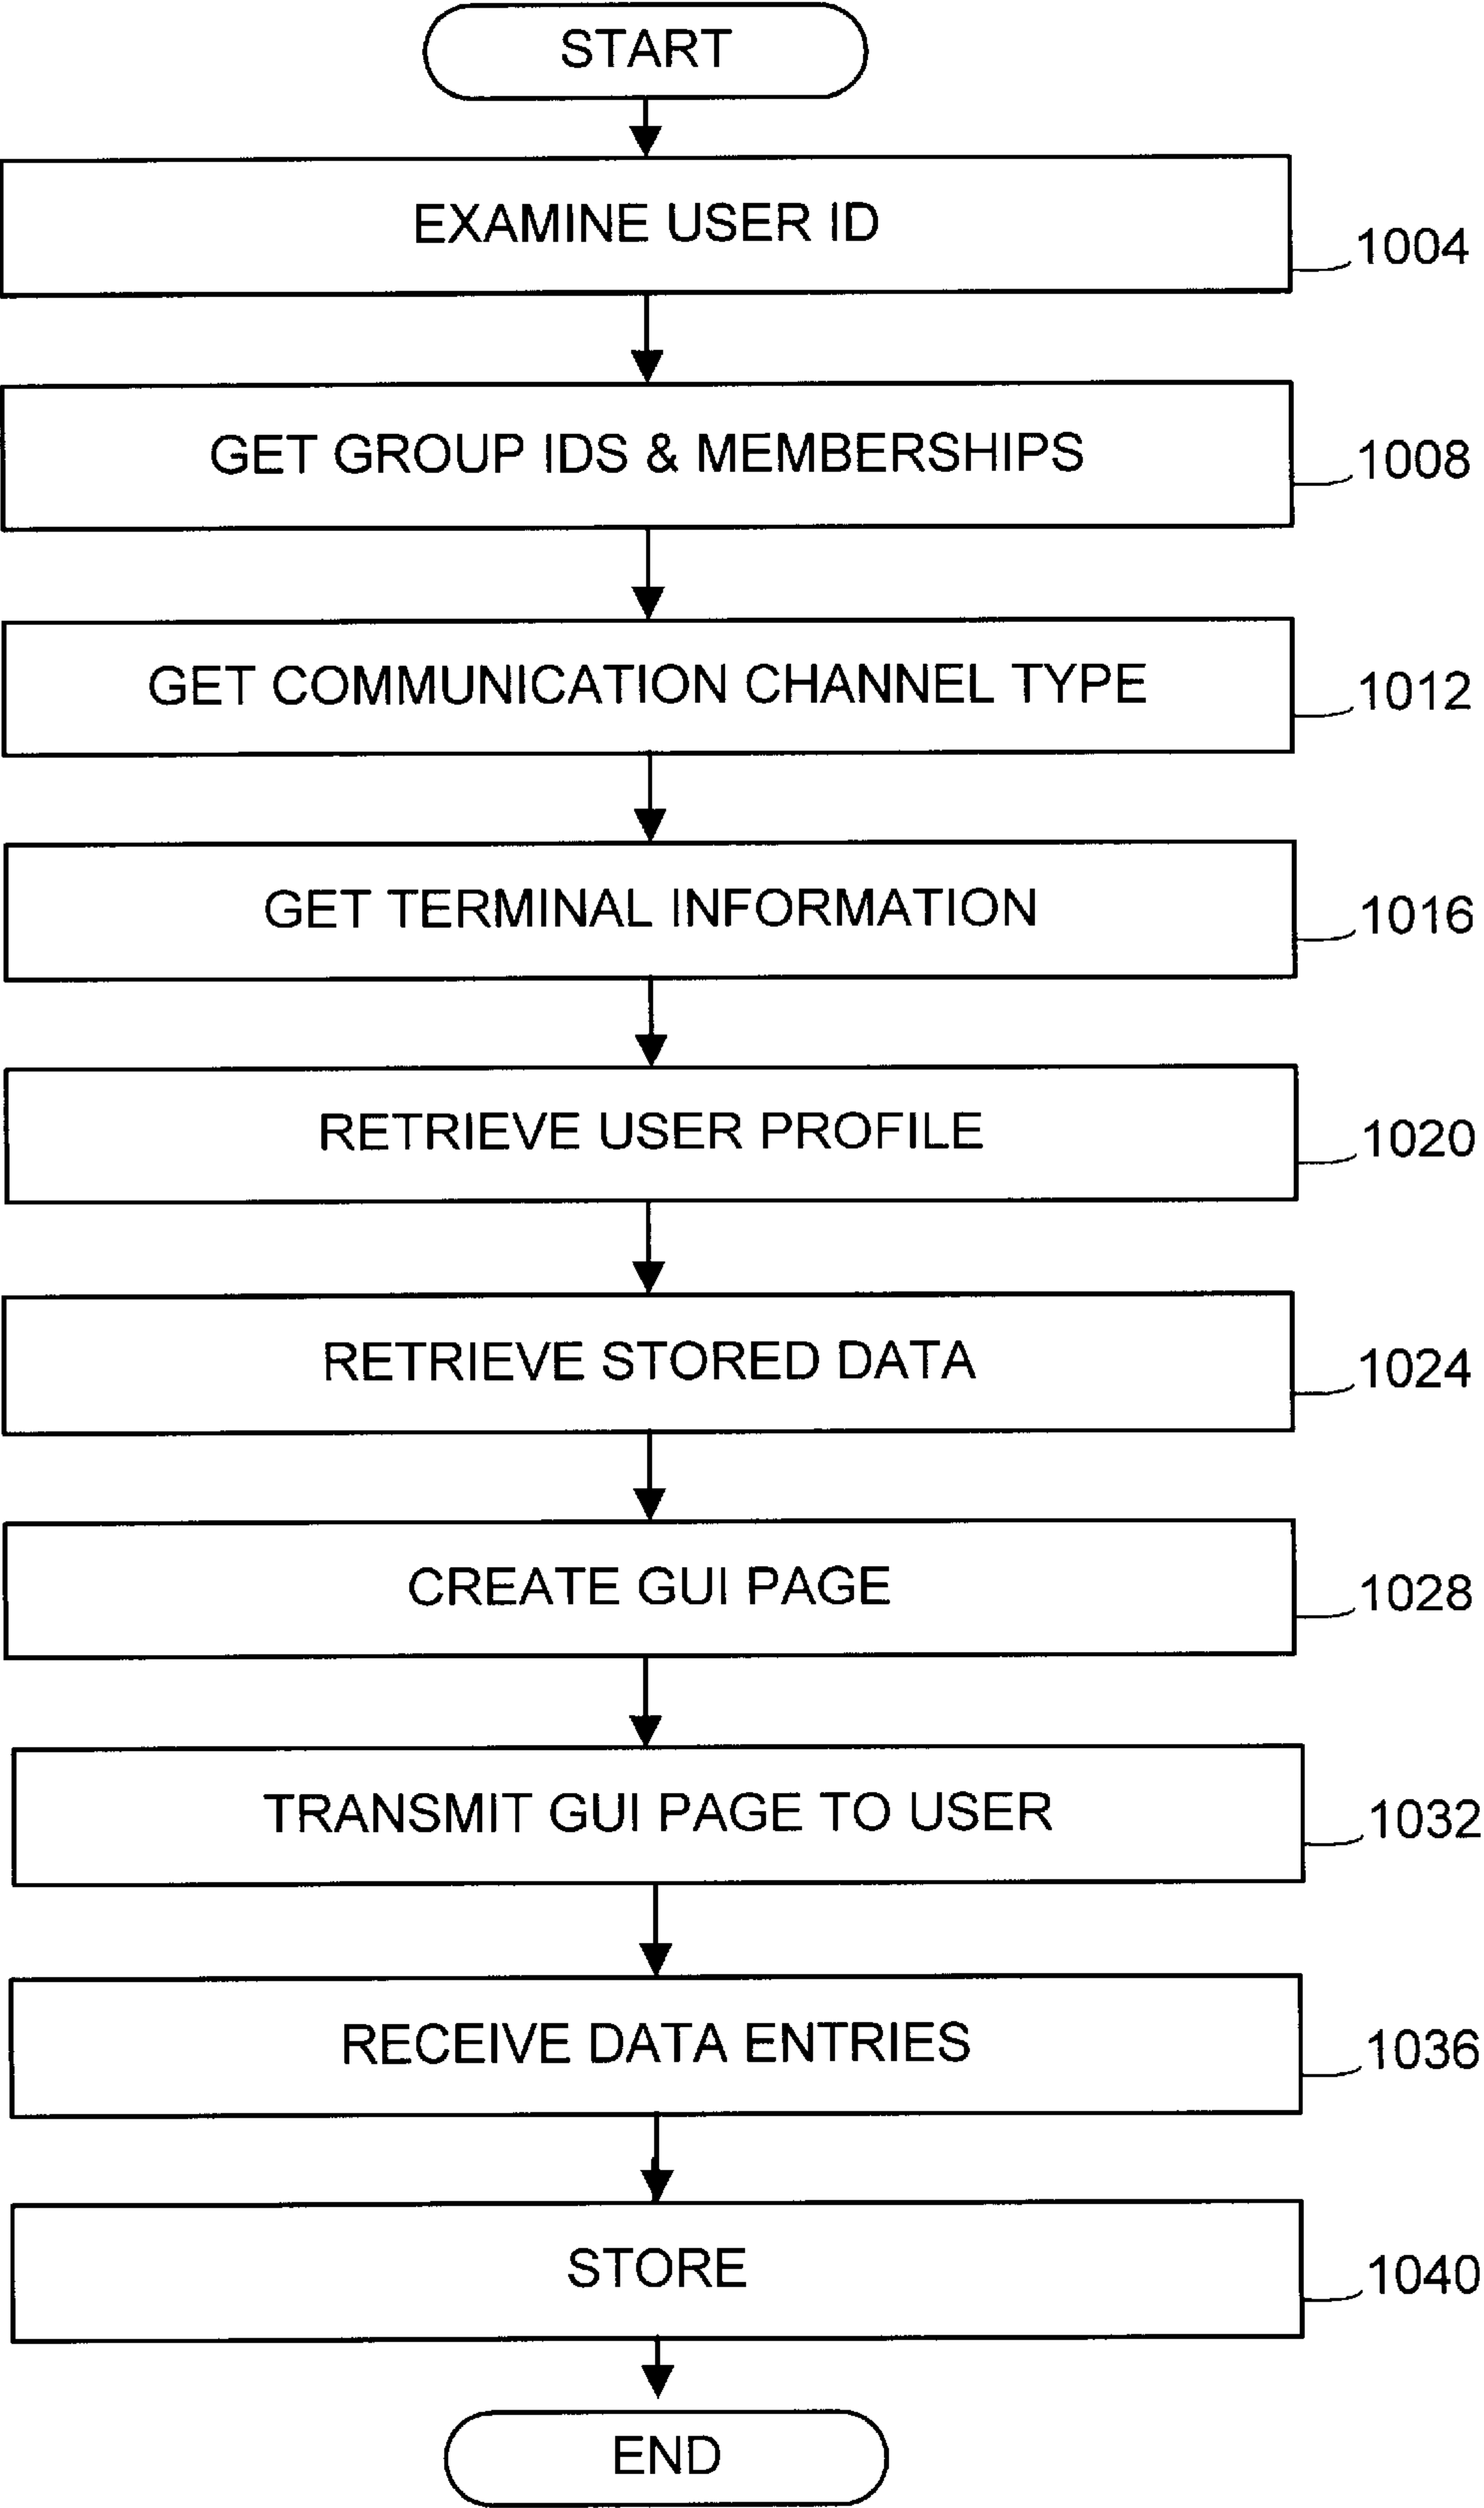 START
EXAMINE USER ID
1004
GET GROUP IDS & MEMBERSHIPS
1008
GET COMMUNICATION CHANNEL TYPE
1012
GET TERMINAL INFORMATION
1016
RETRIEVE USER PROFILE
1020
RETRIEVE STORED DATA
1024
CREATE GUI PAGE
1028
TRANSMIT GUI PAGE TO USER
1032
RECEIVE DATA ENTRIES
1036
STORE
1040
END